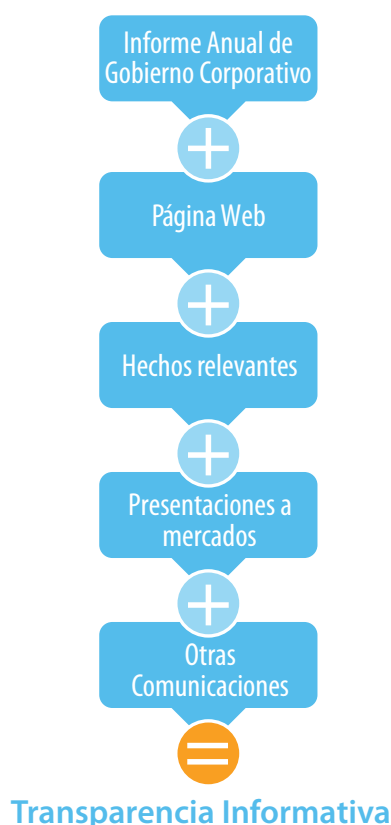 Informe Anual de
Gobierno Corporativo
+
Página Web
+
Hechos relevantes
+
Presentaciones a
mercados
+
Otras
Comunicaciones
=
Transparencia Informativa